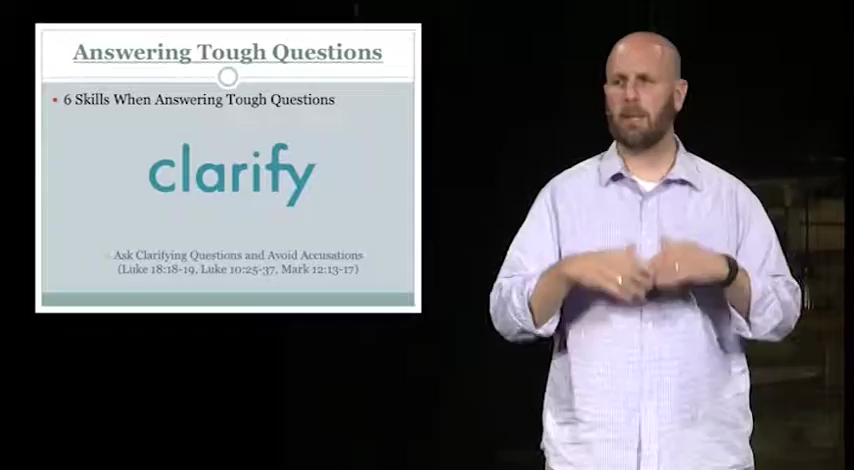 Answering Tough Questions
• 6 Skills When Answering Tough Questions
clarify
Ask Clarifying Questions and Avoid Accusations
(Luke 18:18-19, Luke 10:25-37, Mark 12:13-17)